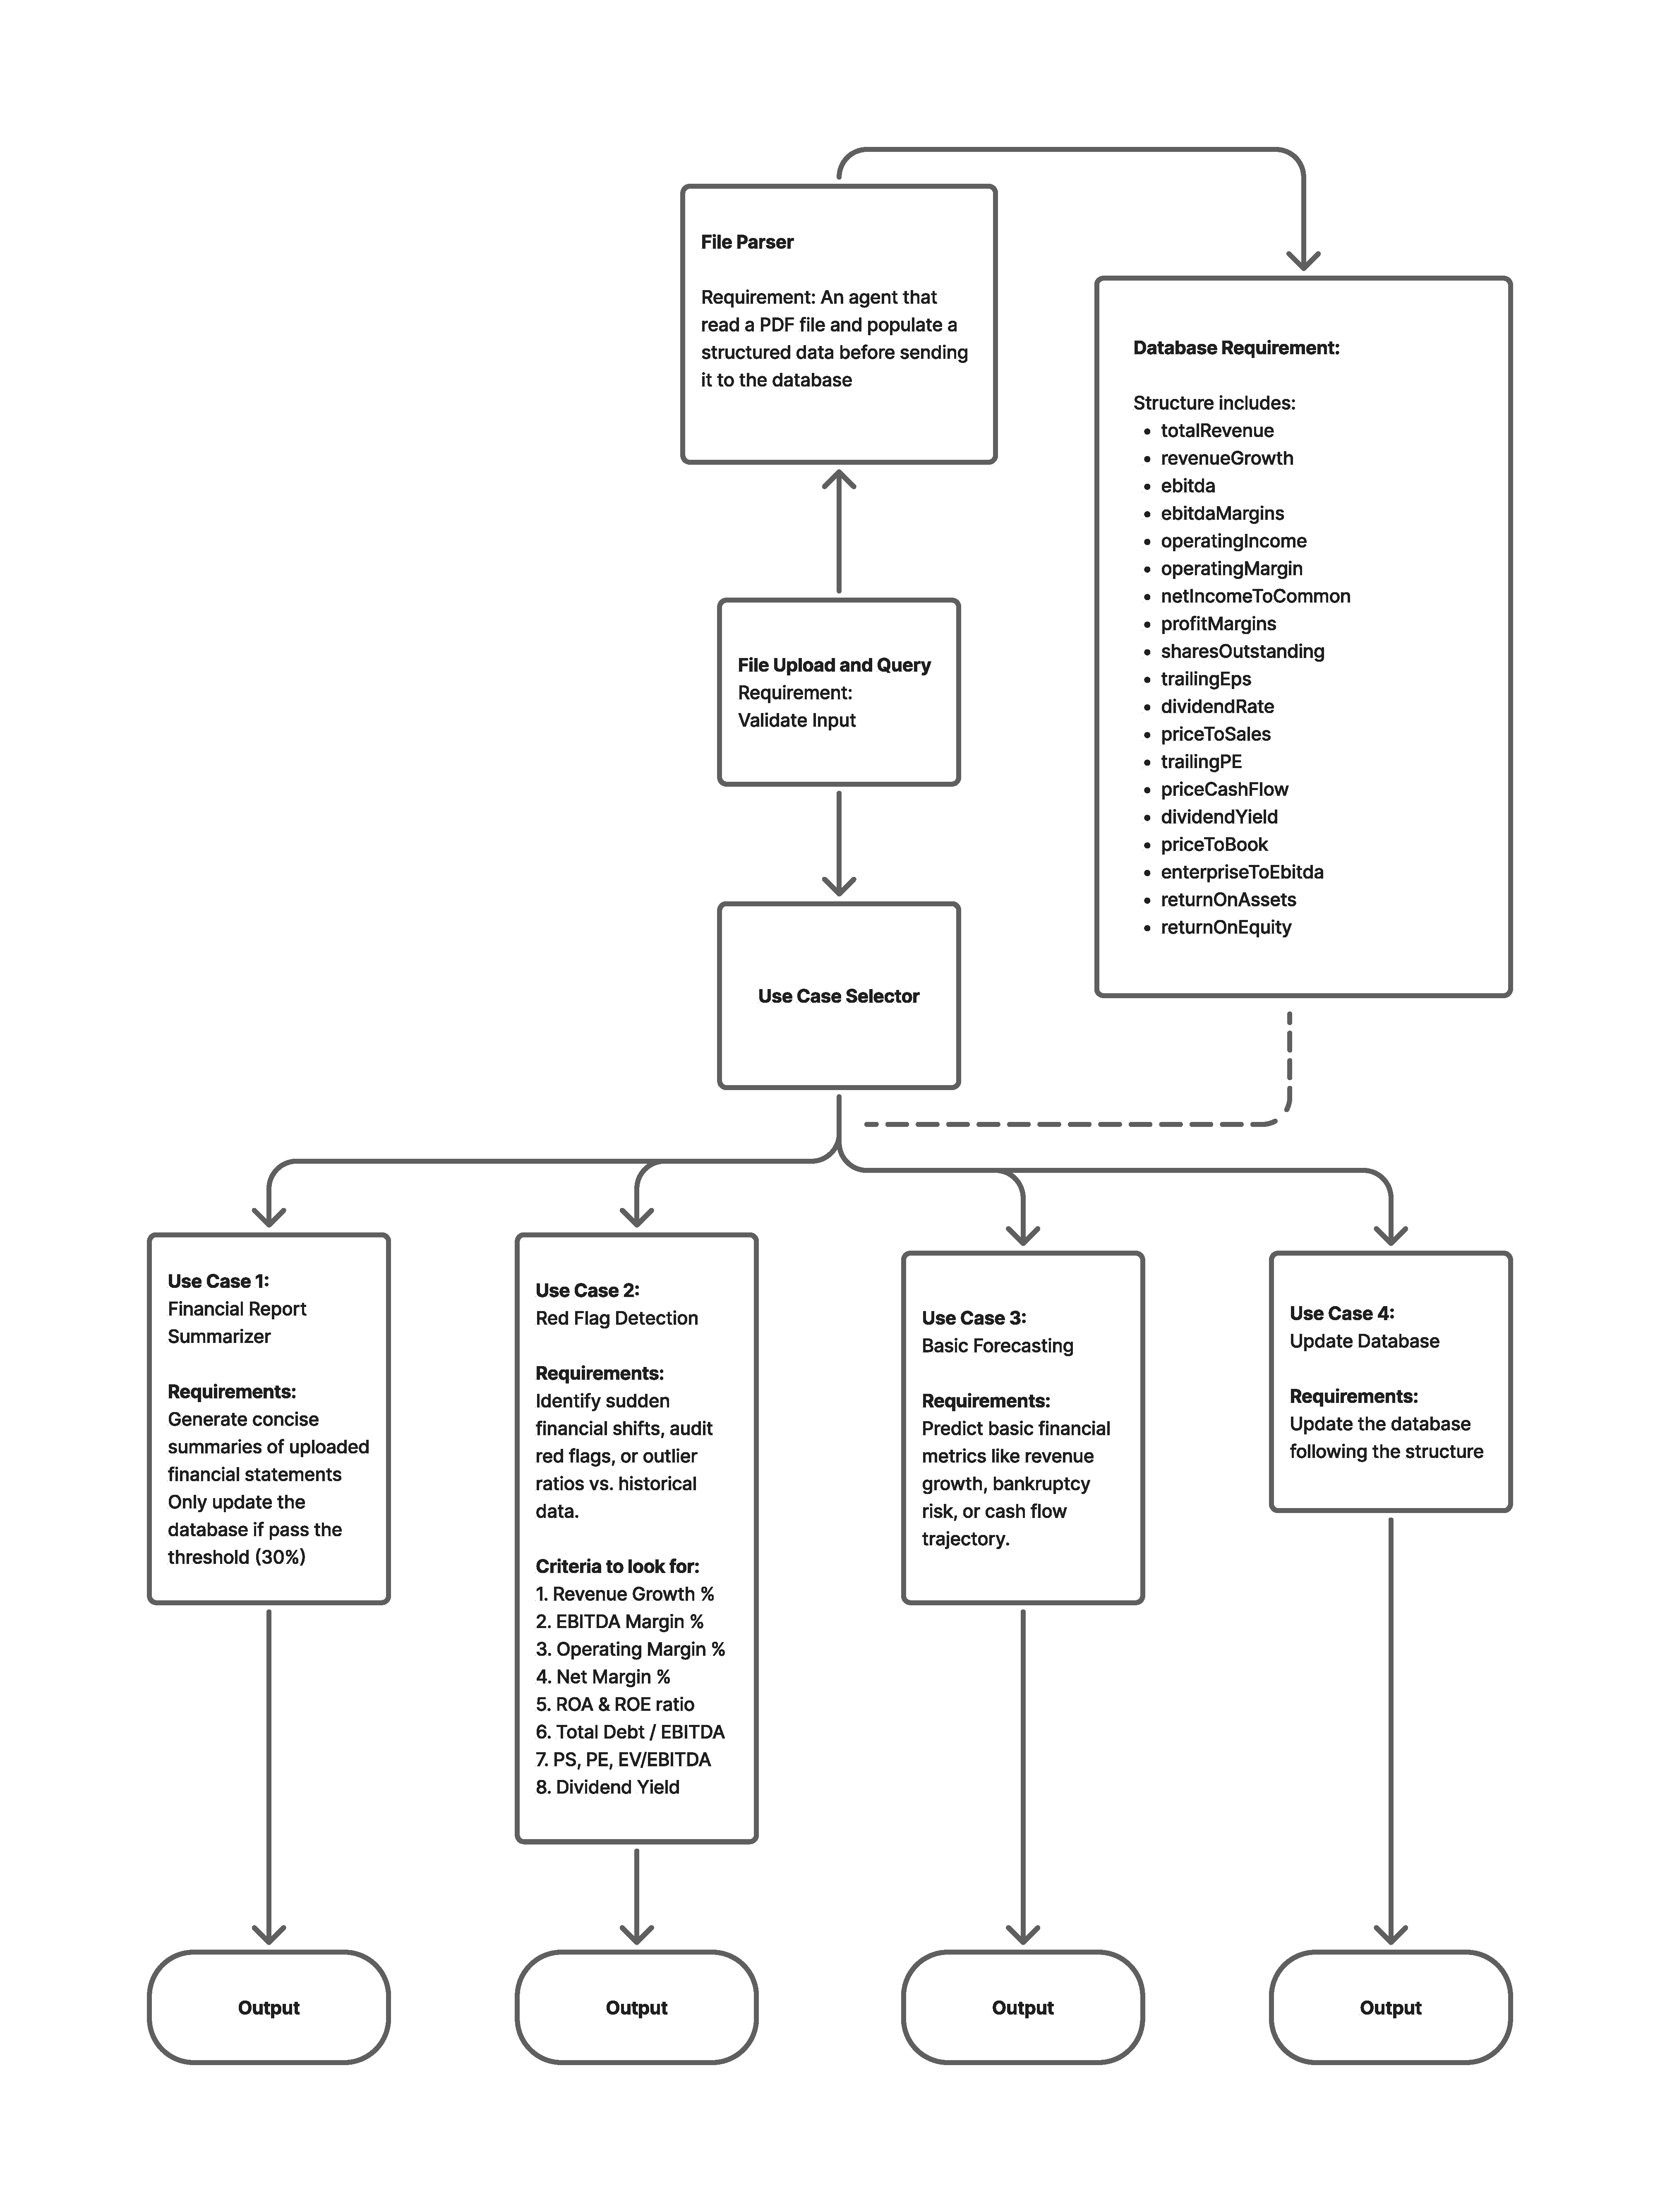 File Parser
Requirement: An agent that
read a PDF file and populate a
structured data before sending
it to the database
Database Requirement:
Structure includes:
• totalRevenue
• revenueGrowth
• ebitda
• ebitdaMargins
• operatingIncome
• operatingMargin
• netIncomeToCommon
• profitMargins
• sharesOutstanding
• trailingEps
• dividendRate
• priceToSales
• trailingPE
• priceCashFlow
• dividendYield
• priceToBook
• enterpriseToEbitda
• returnOnAssets
• returnOnEquity
File Upload and Query
Requirement:
Validate Input
Use Case Selector
Use Case 1:
Financial Report
Summarizer
Requirements:
Generate concise
summaries of uploaded
financial statements
Only update the
database if pass the
threshold (30%)
Use Case 2:
Red Flag Detection
Requirements:
Identify sudden
financial shifts, audit
red flags, or outlier
ratios vs. historical
data.
Criteria to look for:
1. Revenue Growth %
2. EBITDA Margin %
3. Operating Margin %
4. Net Margin %
5. ROA & ROE ratio
6. Total Debt / EBITDA
7. PS, PE, EV/EBITDA
8. Dividend Yield
Use Case 3:
Basic Forecasting
Requirements:
Predict basic financial
metrics like revenue
growth, bankruptcy
risk, or cash flow
trajectory.
Use Case 4:
Update Database
Requirements:
Update the database
following the structure
Output
Output
Output
Output